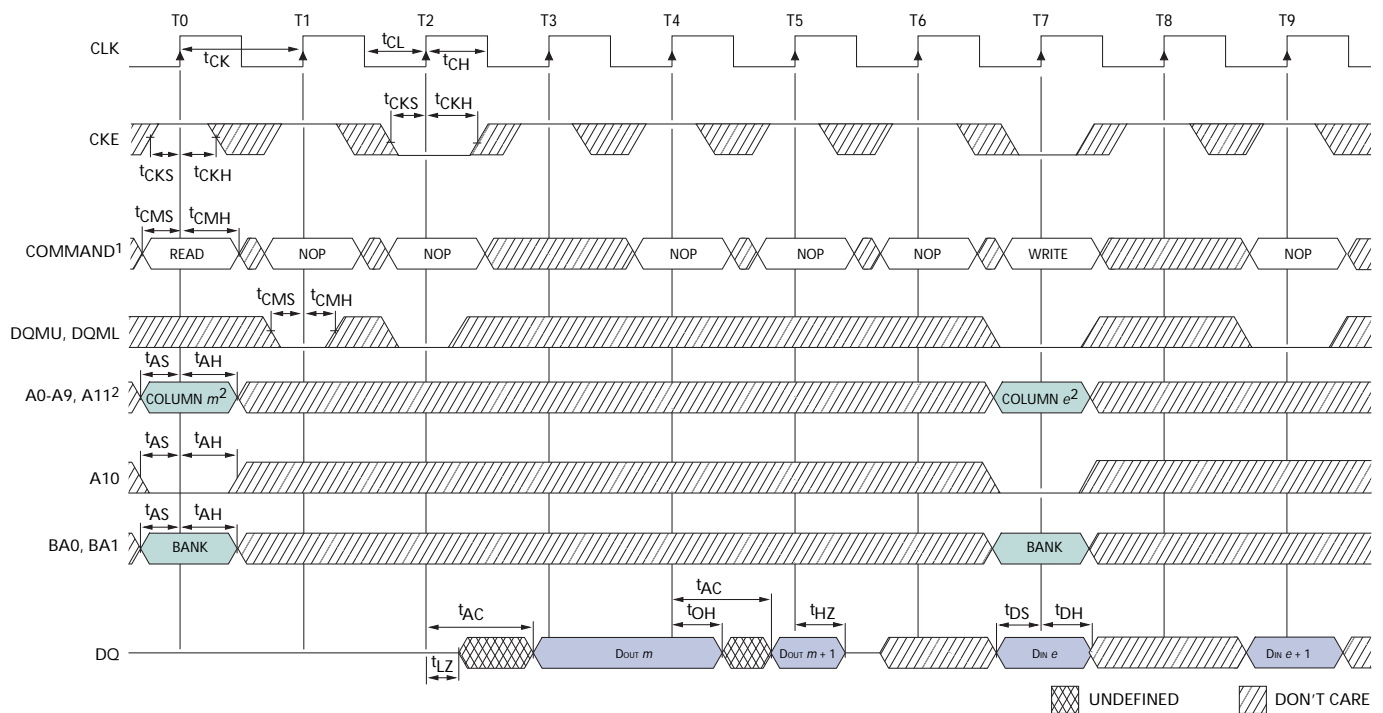 T0 T1 T2 T3 T4 T5 T6 T7 T8 T9
CLK
tCK tCL tCH
tCKS tCKH
CKE
tCKS tCKH
tCMS tCMH
COMMAND1 READ NOP NOP NOP NOP NOP WRITE NOP
tCMS tCMH
DQMU, DQML
tAS tAH
A0-A9, A11² COLUMN m² COLUMN e²
tAS tAH
A10
tAS tAH
BA0, BA1 BANK BANK
tAC
tAC tOH tHZ tDS tDH
DQ DOUT m DOUT m + 1 DIN e DIN e + 1
tLZ
UNDEFINED DON'T CARE